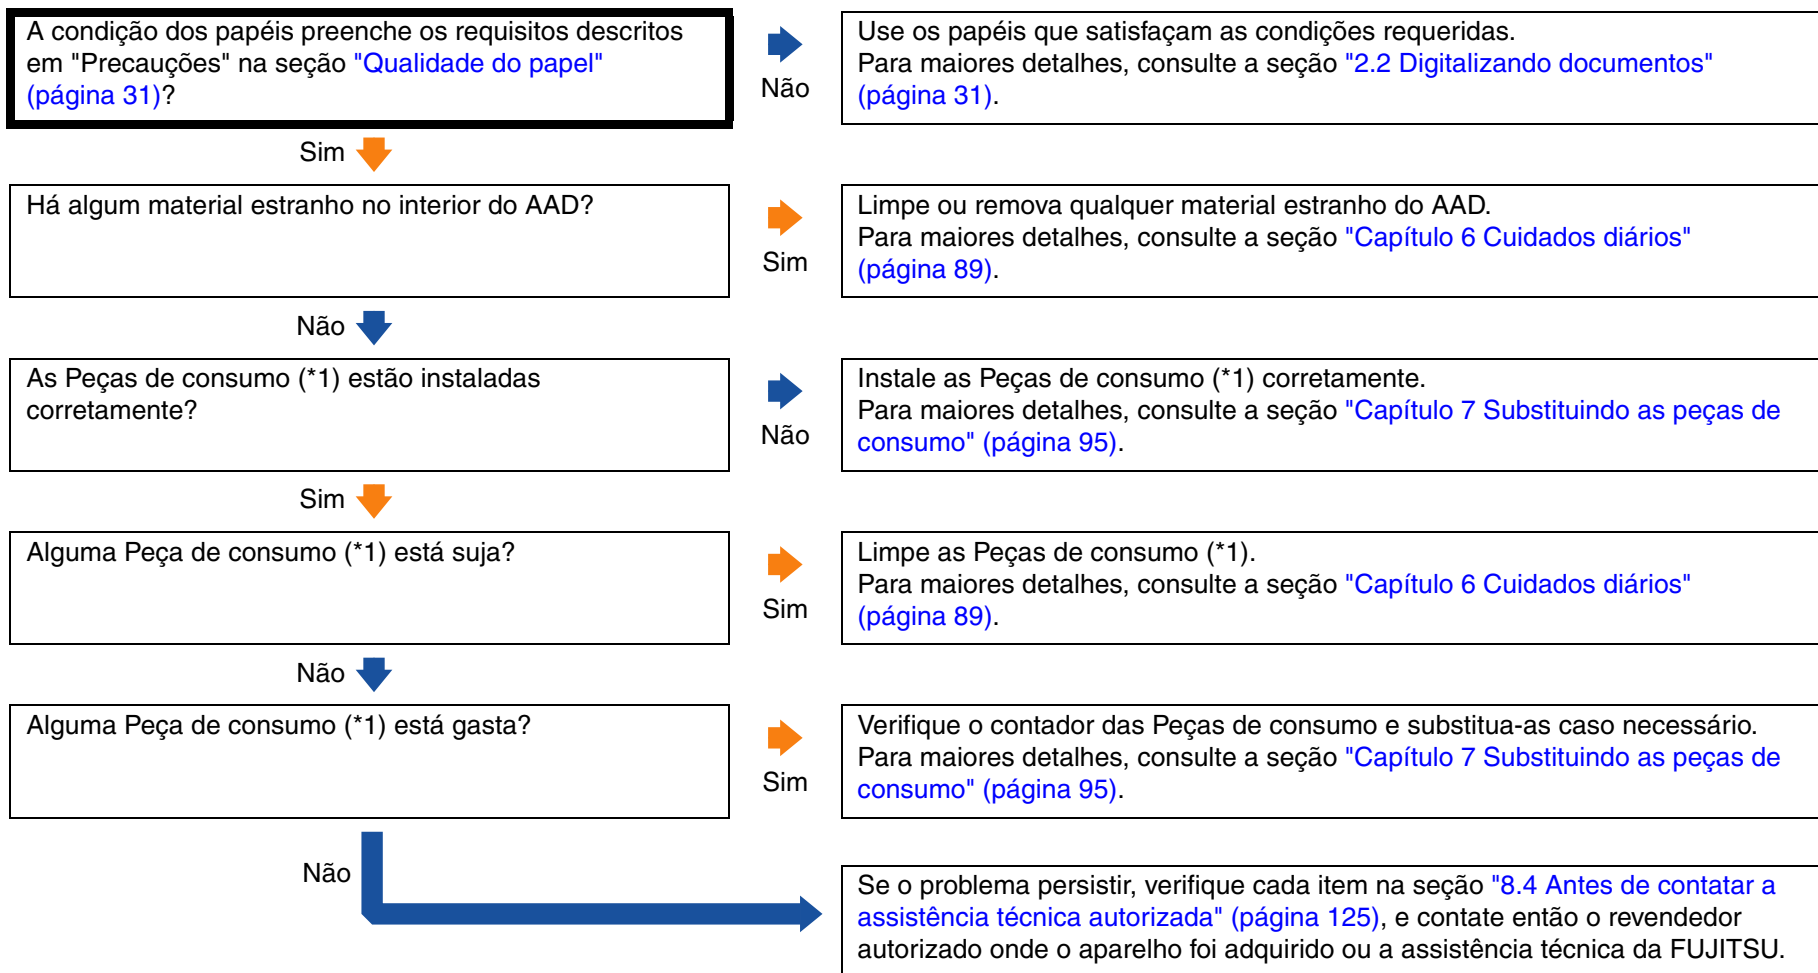 A condição dos papéis preenche os requisitos descritos
em "Precauções" na seção "Qualidade do papel"
(página 31)?
Não
Use os papéis que satisfaçam as condições requeridas.
Para maiores detalhes, consulte a seção "2.2 Digitalizando documentos"
(página 31).
Sim
Há algum material estranho no interior do AAD?
Sim
Limpe ou remova qualquer material estranho do AAD.
Para maiores detalhes, consulte a seção "Capítulo 6 Cuidados diários"
(página 89).
Não
As Peças de consumo (*1) estão instaladas
corretamente?
Não
Instale as Peças de consumo (*1) corretamente.
Para maiores detalhes, consulte a seção "Capítulo 7 Substituindo as peças de
consumo" (página 95).
Sim
Alguma Peça de consumo (*1) está suja?
Sim
Limpe as Peças de consumo (*1).
Para maiores detalhes, consulte a seção "Capítulo 6 Cuidados diários"
(página 89).
Não
Alguma Peça de consumo (*1) está gasta?
Sim
Verifique o contador das Peças de consumo e substitua-as caso necessário.
Para maiores detalhes, consulte a seção "Capítulo 7 Substituindo as peças de
consumo" (página 95).
Não
Se o problema persistir, verifique cada item na seção "8.4 Antes de contatar a
assistência técnica autorizada" (página 125), e contate então o revendedor
autorizado onde o aparelho foi adquirido ou a assistência técnica da FUJITSU.